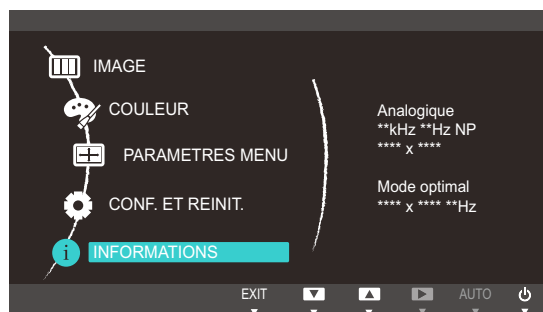 IMAGE
COULEUR
PARAMETRES MENU
CONF. ET REINIT.
i INFORMATIONS
Analogique
**kHz **Hz NP
**** x ****
Mode optimal
**** x **** **Hz
EXIT AUTO